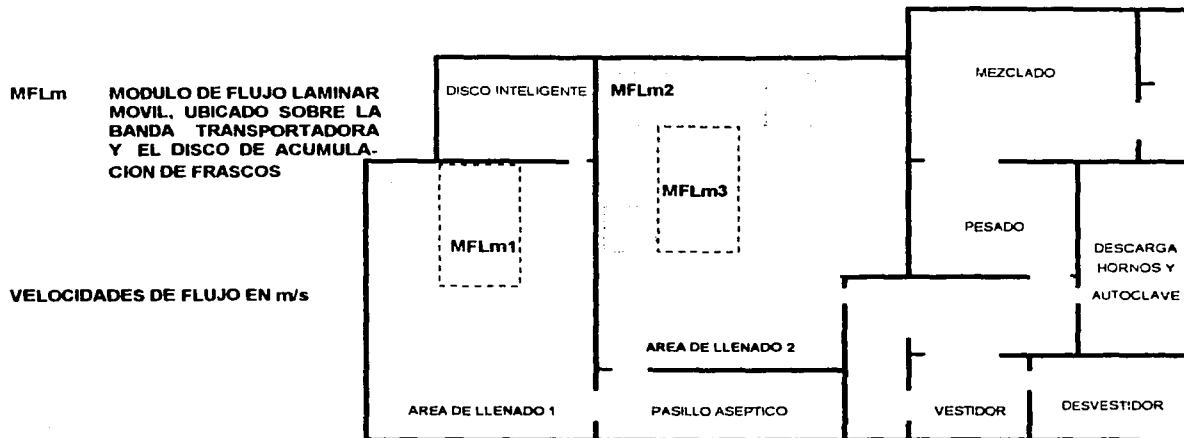 MFLm MODULO DE FLUJO LAMINAR
MOVIL, UBICADO SOBRE LA
BANDA TRANSPORTADORA
Y EL DISCO DE ACUMULA-
CION DE FRASCOS
VELOCIDADES DE FLUJO EN m/s
DISCO INTELIGENTE
MFLm2
MEZCLADO
MFLm3
MFLm1
PESADO
DESCARGA
HORNOS Y
AUTOCLAVE
AREA DE LLENADO 2
AREA DE LLENADO 1
PASILLO ASEPTICO
VESTIDOR
DESVESTIDOR